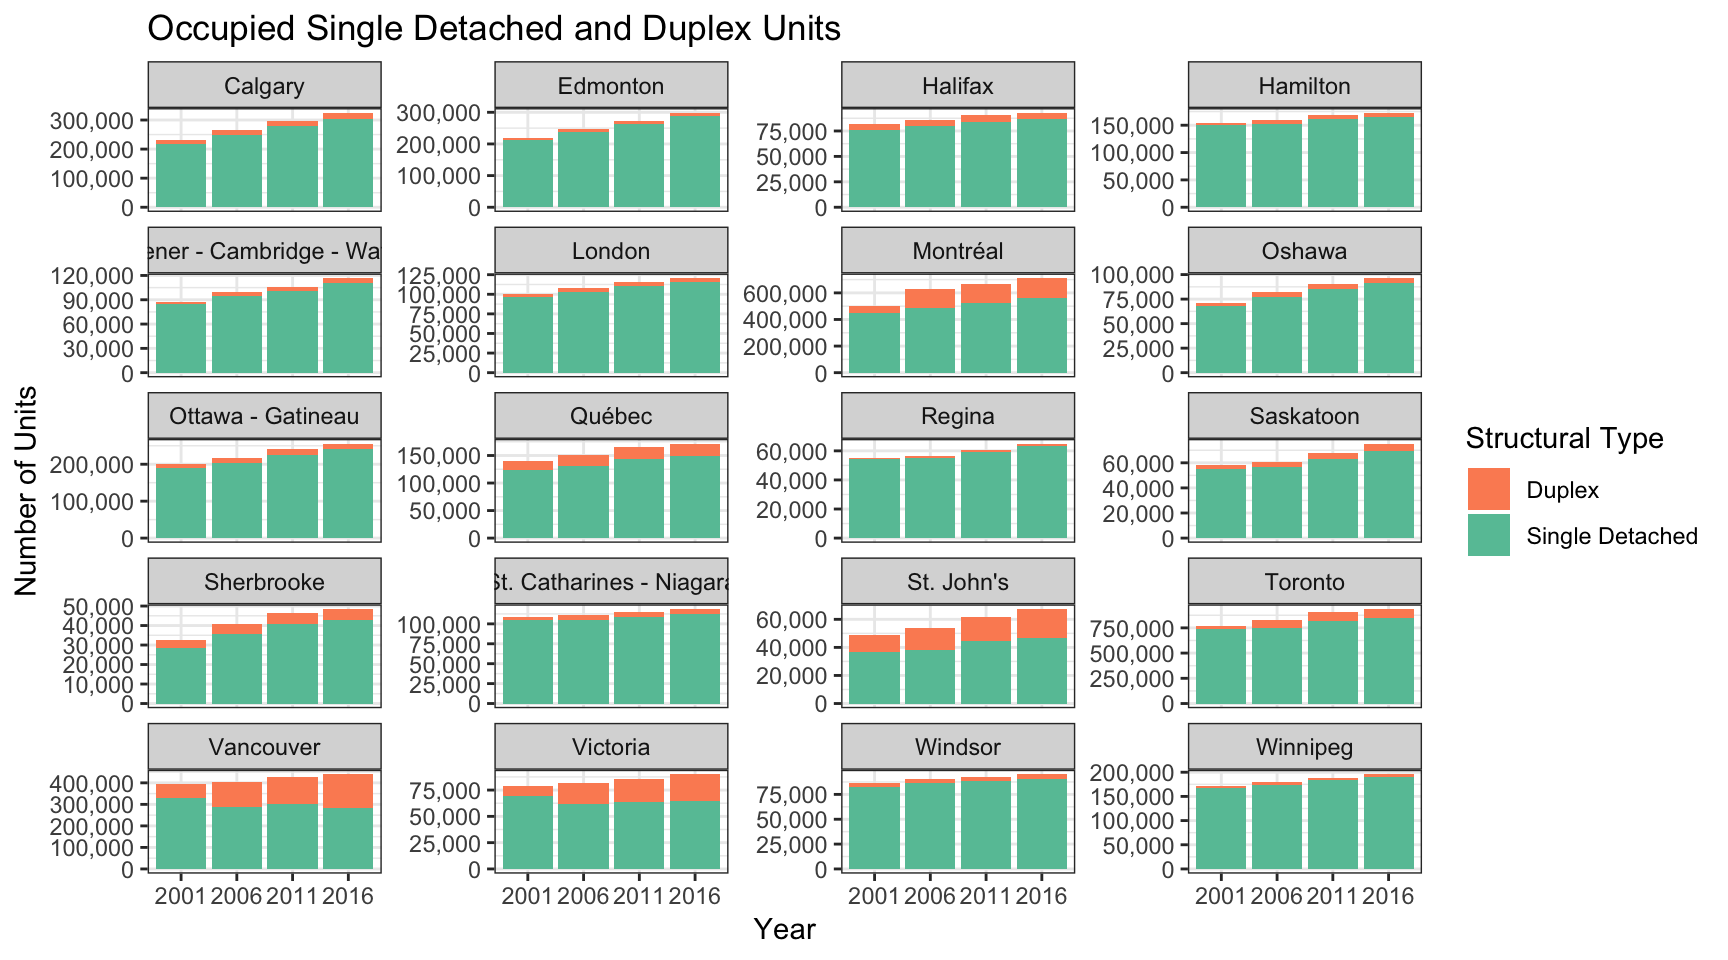 Occupied Single Detached and Duplex Units
Calgary
Edmonton
Halifax
Hamilton
300,000
200,000
100,000
0
300,000
200,000
100,000
0
75,000
50,000
25,000
0
150,000
100,000
50,000
0
ener - Cambridge - Wa
London
Montréal
Oshawa
120,000
90,000
60,000
30,000
0
125,000
100,000
75,000
50,000
25,000
0
600,000
400,000
200,000
0
100,000
75,000
50,000
25,000
0
Ottawa - Gatineau
Québec
Regina
Saskatoon
200,000
100,000
0
150,000
100,000
50,000
0
60,000
40,000
20,000
0
60,000
40,000
20,000
0
Sherbrooke
St. Catharines - Niagara
St. John's
Toronto
50,000
40,000
30,000
20,000
10,000
0
100,000
75,000
50,000
25,000
0
60,000
40,000
20,000
0
750,000
500,000
250,000
0
Vancouver
Victoria
Windsor
Winnipeg
400,000
300,000
200,000
100,000
0
75,000
50,000
25,000
0
75,000
50,000
25,000
0
200,000
150,000
100,000
50,000
0
2001 2006 2011 2016
2001 2006 2011 2016
2001 2006 2011 2016
2001 2006 2011 2016
Year
Number of Units
Structural Type
Duplex
Single Detached